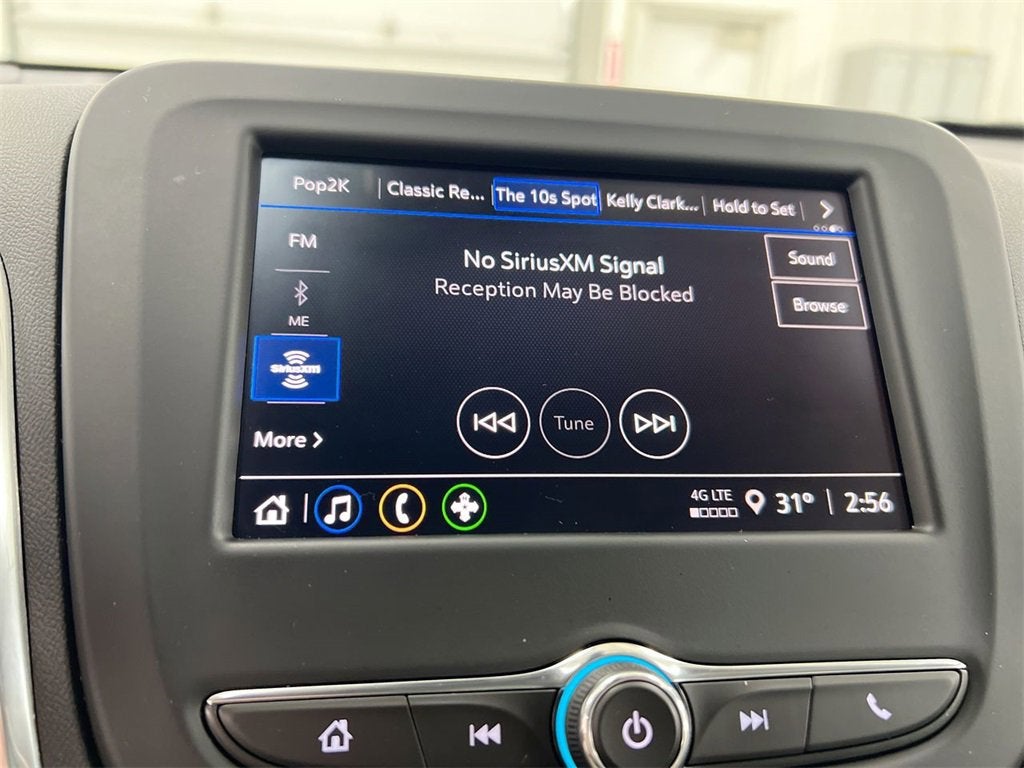 Pop2K
Classic Re...
The 10s Spot
Kelly Clark...
Hold to Set
FM
ME
SiriusXM
More
No SiriusXM Signal
Reception May Be Blocked
Sound
Browse
Tune
4G LTE
31°
2:56